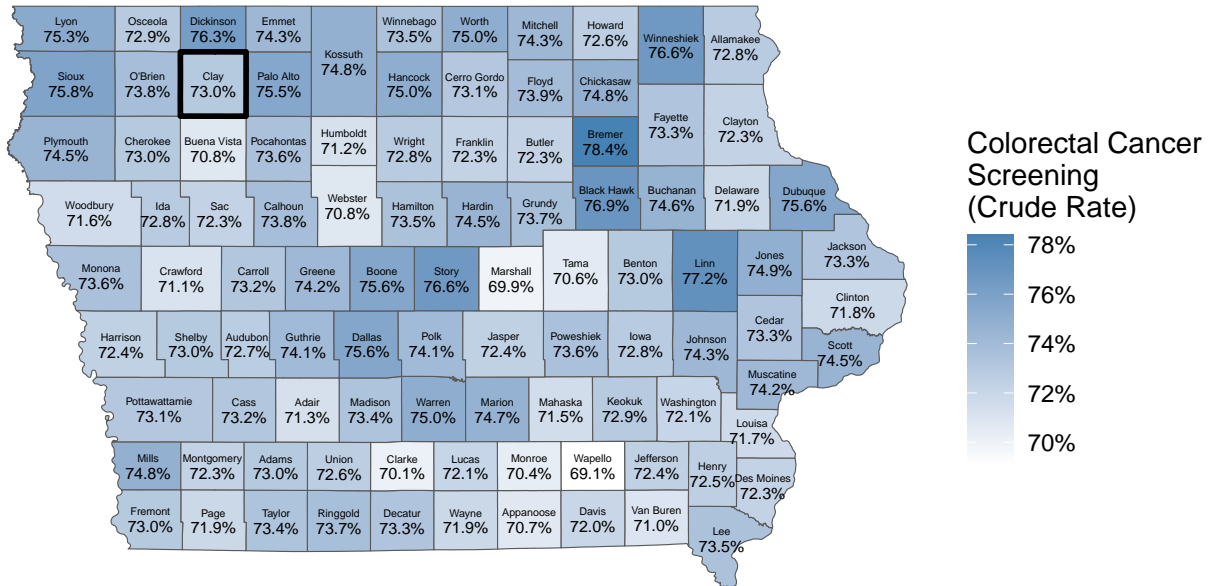 Lyon
75.3%
Osceola
72.9%
Dickinson
76.3%
Emmet
74.3%
Kossuth
74.8%
Winnebago
73.5%
Worth
75.0%
Mitchell
74.3%
Howard
72.6%
Winneshiek
76.6%
Allamakee
72.8%
Sioux
75.8%
O'Brien
73.8%
Clay
73.0%
Palo Alto
75.5%
Hancock
75.0%
Cerro Gordo
73.1%
Floyd
73.9%
Chickasaw
74.8%
Fayette
73.3%
Clayton
72.3%
Plymouth
74.5%
Cherokee
73.0%
Buena Vista
70.8%
Pocahontas
73.6%
Humboldt
71.2%
Wright
72.8%
Franklin
72.3%
Butler
72.3%
Bremer
78.4%
Woodbury
71.6%
Ida
72.8%
Sac
72.3%
Calhoun
73.8%
Webster
70.8%
Hamilton
73.5%
Hardin
74.5%
Grundy
73.7%
Black Hawk
76.9%
Buchanan
74.6%
Delaware
71.9%
Dubuque
75.6%
Monona
73.6%
Crawford
71.1%
Carroll
73.2%
Greene
74.2%
Boone
75.6%
Story
76.6%
Marshall
69.9%
Tama
70.6%
Benton
73.0%
Linn
77.2%
Jones
74.9%
Jackson
73.3%
Clinton
71.8%
Harrison
72.4%
Shelby
73.0%
Audubon
72.7%
Guthrie
74.1%
Dallas
75.6%
Polk
74.1%
Jasper
72.4%
Poweshiek
73.6%
Iowa
72.8%
Johnson
74.3%
Cedar
73.3%
Scott
74.5%
Muscatine
74.2%
Pottawattamie
73.1%
Cass
73.2%
Adair
71.3%
Madison
73.4%
Warren
75.0%
Marion
74.7%
Mahaska
71.5%
Keokuk
72.9%
Washington
72.1%
Louisa
71.7%
Mills
74.8%
Montgomery
72.3%
Adams
73.0%
Union
72.6%
Clarke
70.1%
Lucas
72.1%
Monroe
70.4%
Wapello
69.1%
Jefferson
72.4%
Henry
72.5%
Des Moines
72.3%
Fremont
73.0%
Page
71.9%
Taylor
73.4%
Ringgold
73.7%
Decatur
73.3%
Wayne
71.9%
Appanoose
70.7%
Davis
72.0%
Van Buren
71.0%
Lee
73.5%
Colorectal Cancer
Screening
(Crude Rate)
78%
76%
74%
72%
70%